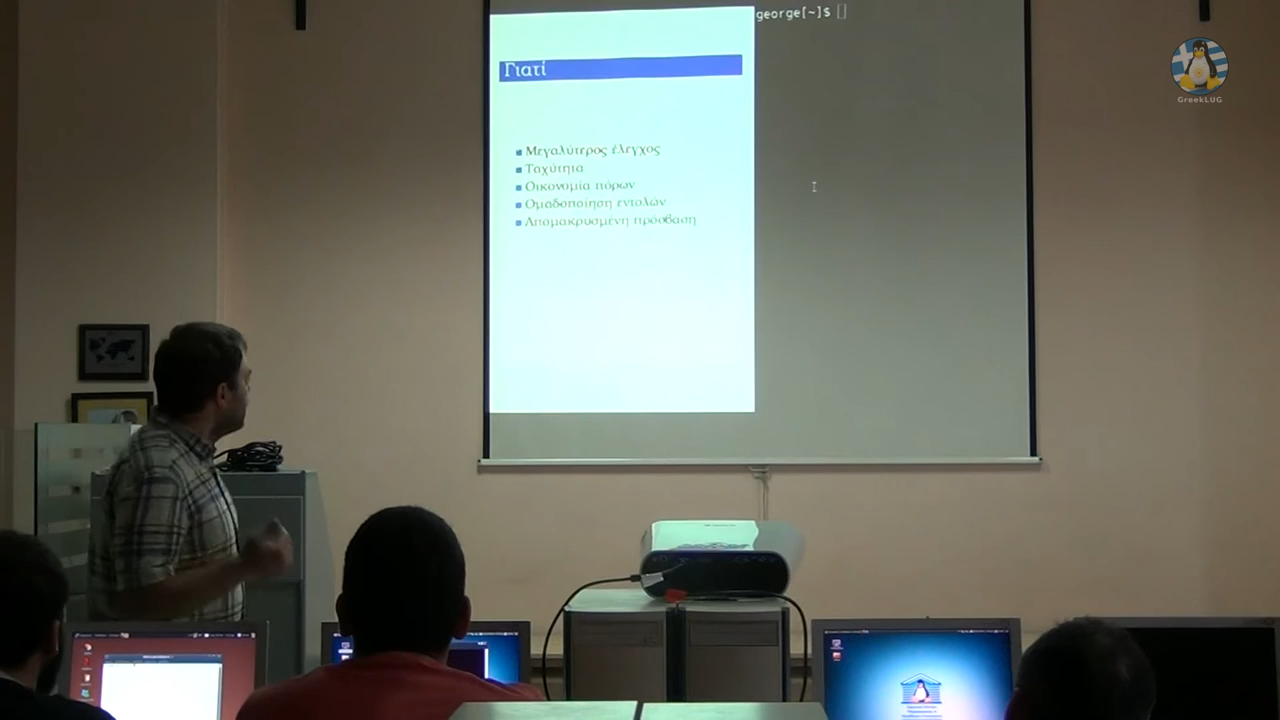 george[~]$
Γιατί
Μεγαλύτερος έλεγχος
Ταχύτητα
Οικονομία πόρων
Ομαδοποίηση εντολών
Απομακρυσμένη πρόσβαση
GreekLUG